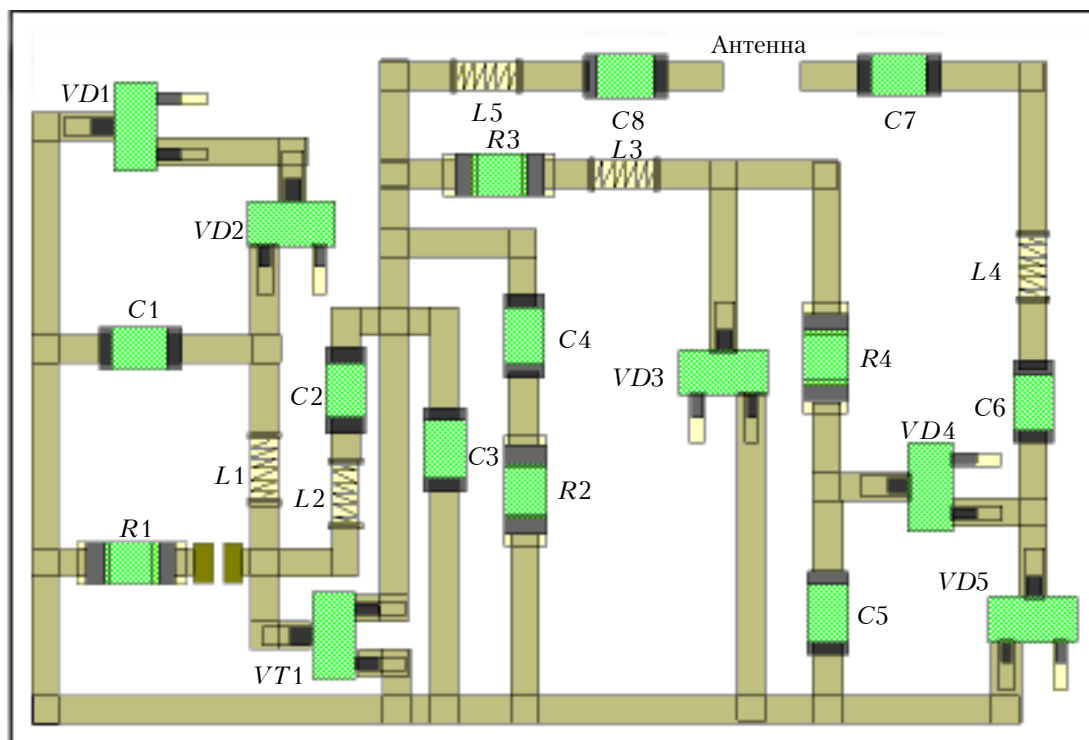 Антенна
VD1
L5
C8
C7
R3
L3
VD2
L4
C1
C4
R4
C2
VD3
C6
VD4
C3
L1
L2
R2
R1
VD5
C5
VT1